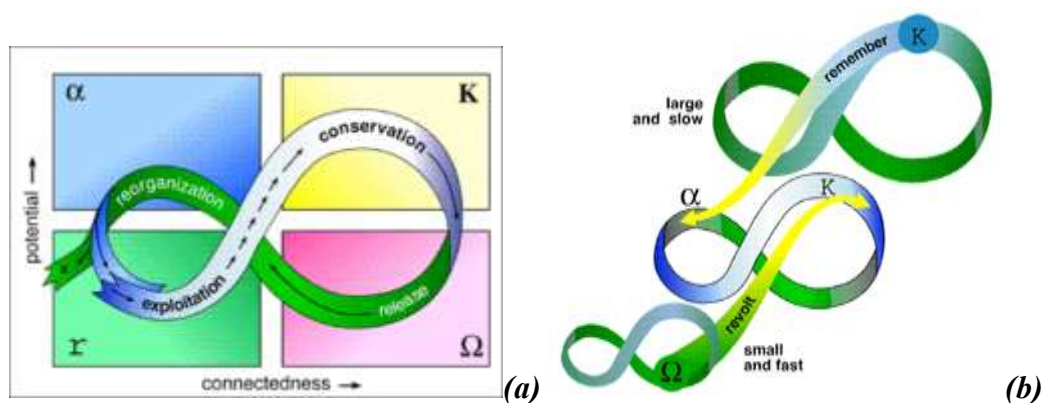 α
K
conservation
reorganization
potential →
x
exploitation
release
r
Ω
connectedness →
(a)
K
remember
large
and slow
α
K
revolt
small
and fast
Ω
(b)